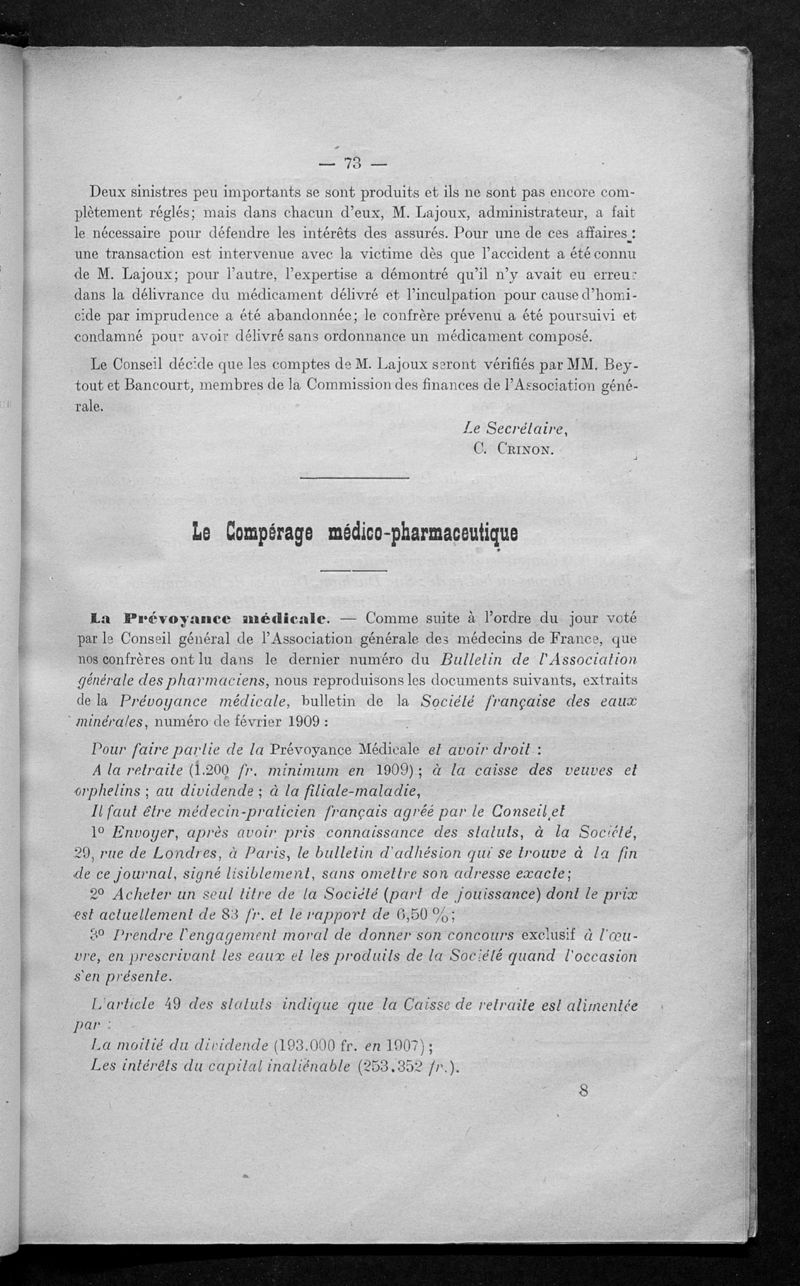 — 73 —
Deux sinistres peu importants se sont produits et ils ne sont pas encore com-
plètement réglés; mais dans chacun d'eux, M. Lajoux, administrateur, a fait
le nécessaire pour défendre les intérêts des assurés. Pour une de ces affaires :
une transaction est intervenue avec la victime dès que l'accident a été connu
de M. Lajoux; pour l'autre, l'expertise a démontré qu'il n'y avait eu erreur
dans la délivrance du médicament délivré et l'inculpation pour cause d'homi-
cide par imprudence a été abandonnée; le confrère prévenu a été poursuivi et
condamné pour avoir délivré sans ordonnance un médicament composé.
Le Conseil décide que les comptes de M. Lajoux seront vérifiés par MM. Bey-
tout et Bancourt, membres de la Commission des finances de l'Association géné-
rale.
Le Secrétaire,
C. CRINON.
Le Compérage médico-pharmaceutique
La Prévoyance médicale. — Comme suite à l'ordre du jour voté
par le Conseil général de l'Association générale des médecins de France, que
nos confrères ont lu dans le dernier numéro du Bulletin de l'Association
générale des pharmaciens, nous reproduisons les documents suivants, extraits
de la Prévoyance médicale, bulletin de la Société française des eaux
minérales, numéro de février 1909 :
Pour faire partie de la Prévoyance Médicale et avoir droit :
A la retraite (1.200 fr. minimum en 1909) ; à la caisse des veuves et
orphelins ; au dividende ; à la filiale-maladie,
Il faut être médecin-praticien français agréé par le Conseil et
1º Envoyer, après avoir pris connaissance des statuts, à la Société,
29, rue de Londres, à Paris, le bulletin d'adhésion qui se trouve à la fin
de ce journal, signé lisiblement, sans omettre son adresse exacte;
2º Acheter un seul titre de la Société (part de jouissance) dont le prix
est actuellement de 83 fr. et le rapport de 6,50 %;
3º Prendre l'engagement moral de donner son concours exclusif à l'œu-
vre, en prescrivant les eaux et les produits de la Société quand l'occasion
s'en présente.
L'article 49 des statuts indique que la Caisse de retraite est alimentée
par :
La moitié du dividende (193.000 fr. en 1907) ;
Les intérêts du capital inaliénable (253.352 fr.).
8